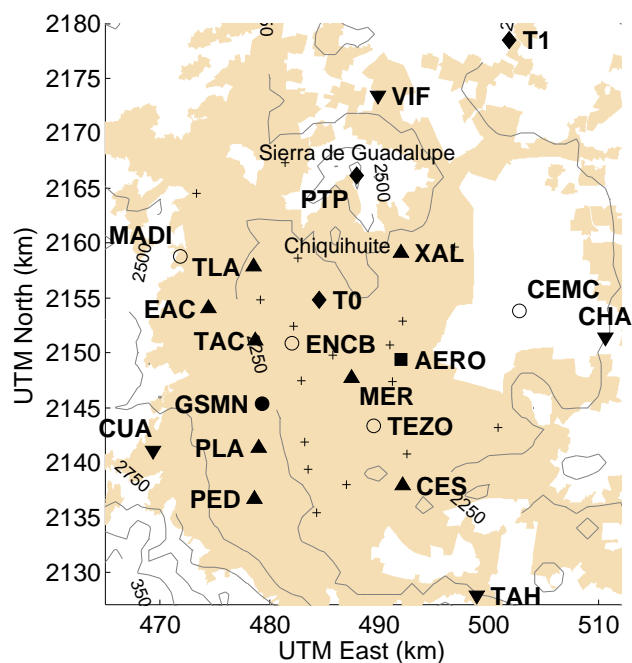 2180
2175
2170
2165
2160
2155
2150
2145
2140
2135
2130
UTM North (km)
T1
VIF
Sierra de Guadalupe
PTP
2500
MADI
Chiquihuite
XAL
2500
TLA
CEMC
EAC
T0
CHA
TAC
2250
ENCB
AERO
GSMN
MER
CUA
TEZO
PLA
2750
CES
PED
2250
350
TAH
470
480
490
500
510
UTM East (km)